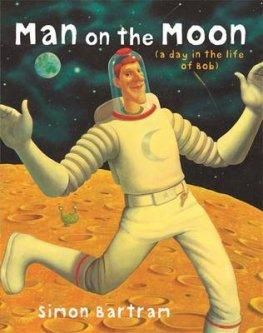 Man on the Moon
(a day in the life
of Bob)
Simon Bartram